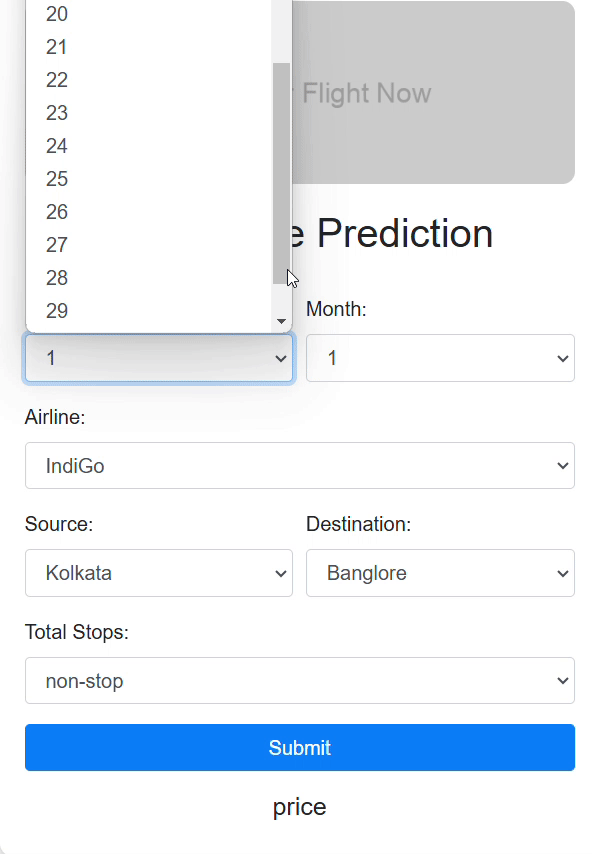 20
21
Flight Now
22
23
24
25
26
e Prediction
27
28
29
Month:
1
1
Airline:
IndiGo
Source:
Destination:
Kolkata
Banglore
Total Stops:
non-stop
Submit
price